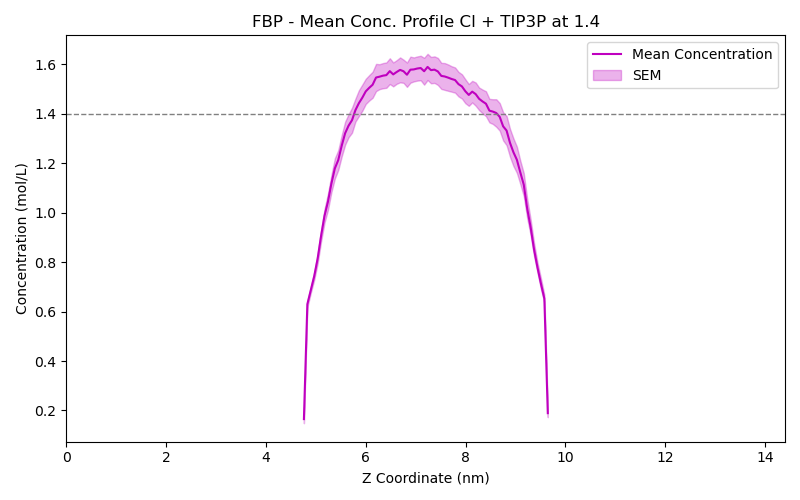 FBP - Mean Conc. Profile Cl + TIP3P at 1.4
Mean Concentration
SEM
Concentration (mol/L)
1.6
1.4
1.2
1.0
0.8
0.6
0.4
0.2
0 2 4 6 8 10 12 14
Z Coordinate (nm)